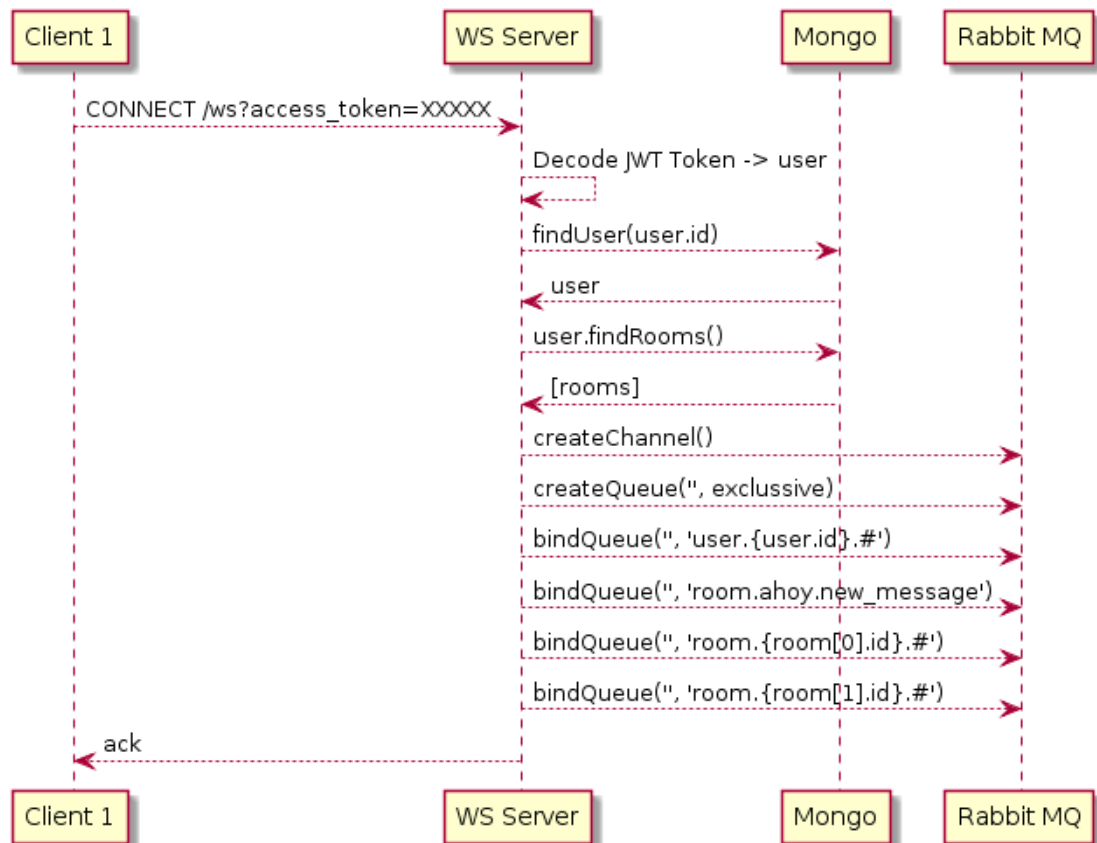 Client 1
WS Server
Mongo
Rabbit MQ
CONNECT /ws?access_token=XXXXX
Decode JWT Token -> user
findUser(user.id)
user
user.findRooms()
[rooms]
createChannel()
createQueue('', exclussive)
bindQueue('', 'user.{user.id}.#')
bindQueue('', 'room.ahoy.new_message')
bindQueue('', 'room.{room[0].id}.#')
bindQueue('', 'room.{room[1].id}.#')
ack
Client 1
WS Server
Mongo
Rabbit MQ